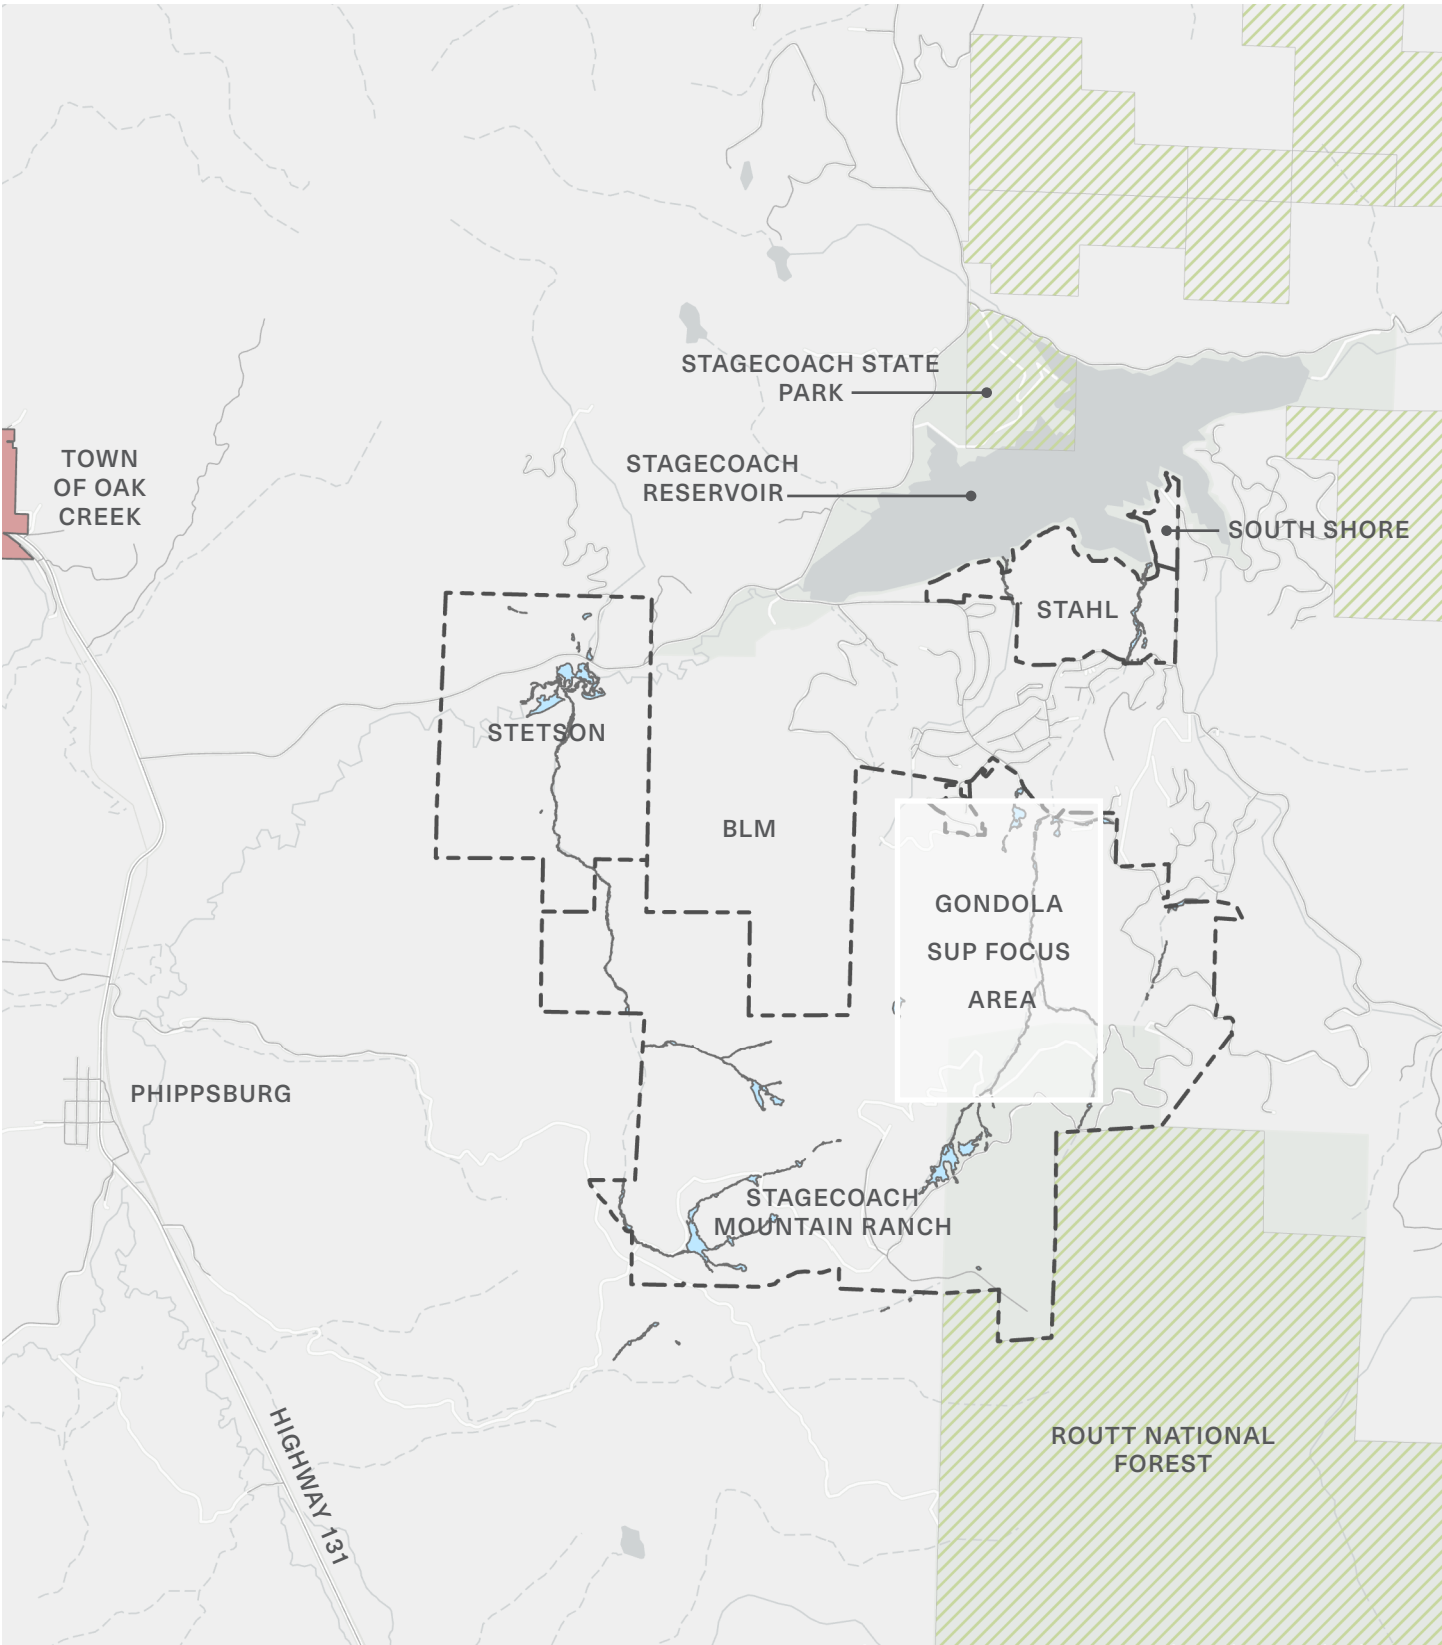 STAGECOACH STATE
PARK
STAGECOACH
RESERVOIR
TOWN
OF OAK
CREEK
SOUTH SHORE
STAHL
STETSON
BLM
GONDOLA
SUP FOCUS
AREA
PHIPPSBURG
STAGECOACH
MOUNTAIN RANCH
ROUTT NATIONAL
FOREST
HIGHWAY 131